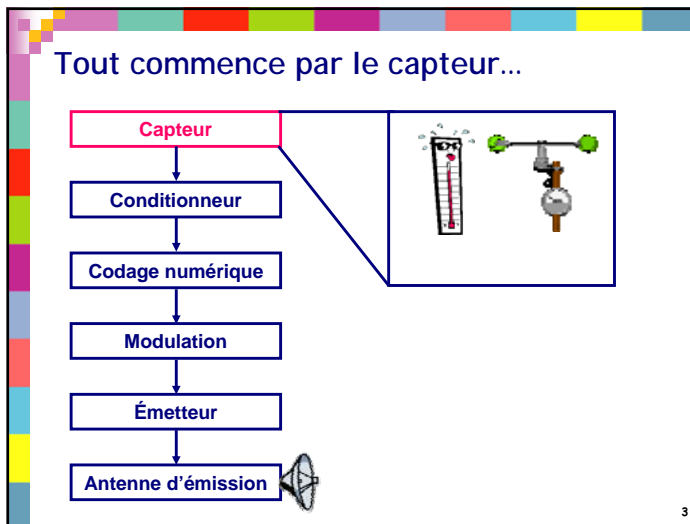 Tout commence par le capteur…
Capteur
Conditionneur
Codage numérique
Modulation
Émetteur
Antenne d'émission
3